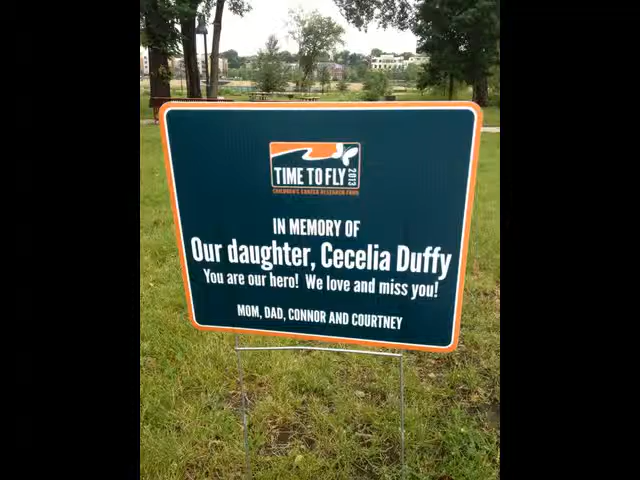 TIME TO FLY 2013
CHILDREN'S CANCER RESEARCH FUND
IN MEMORY OF
Our daughter, Cecelia Duffy
You are our hero! We love and miss you!
MOM, DAD, CONNOR AND COURTNEY